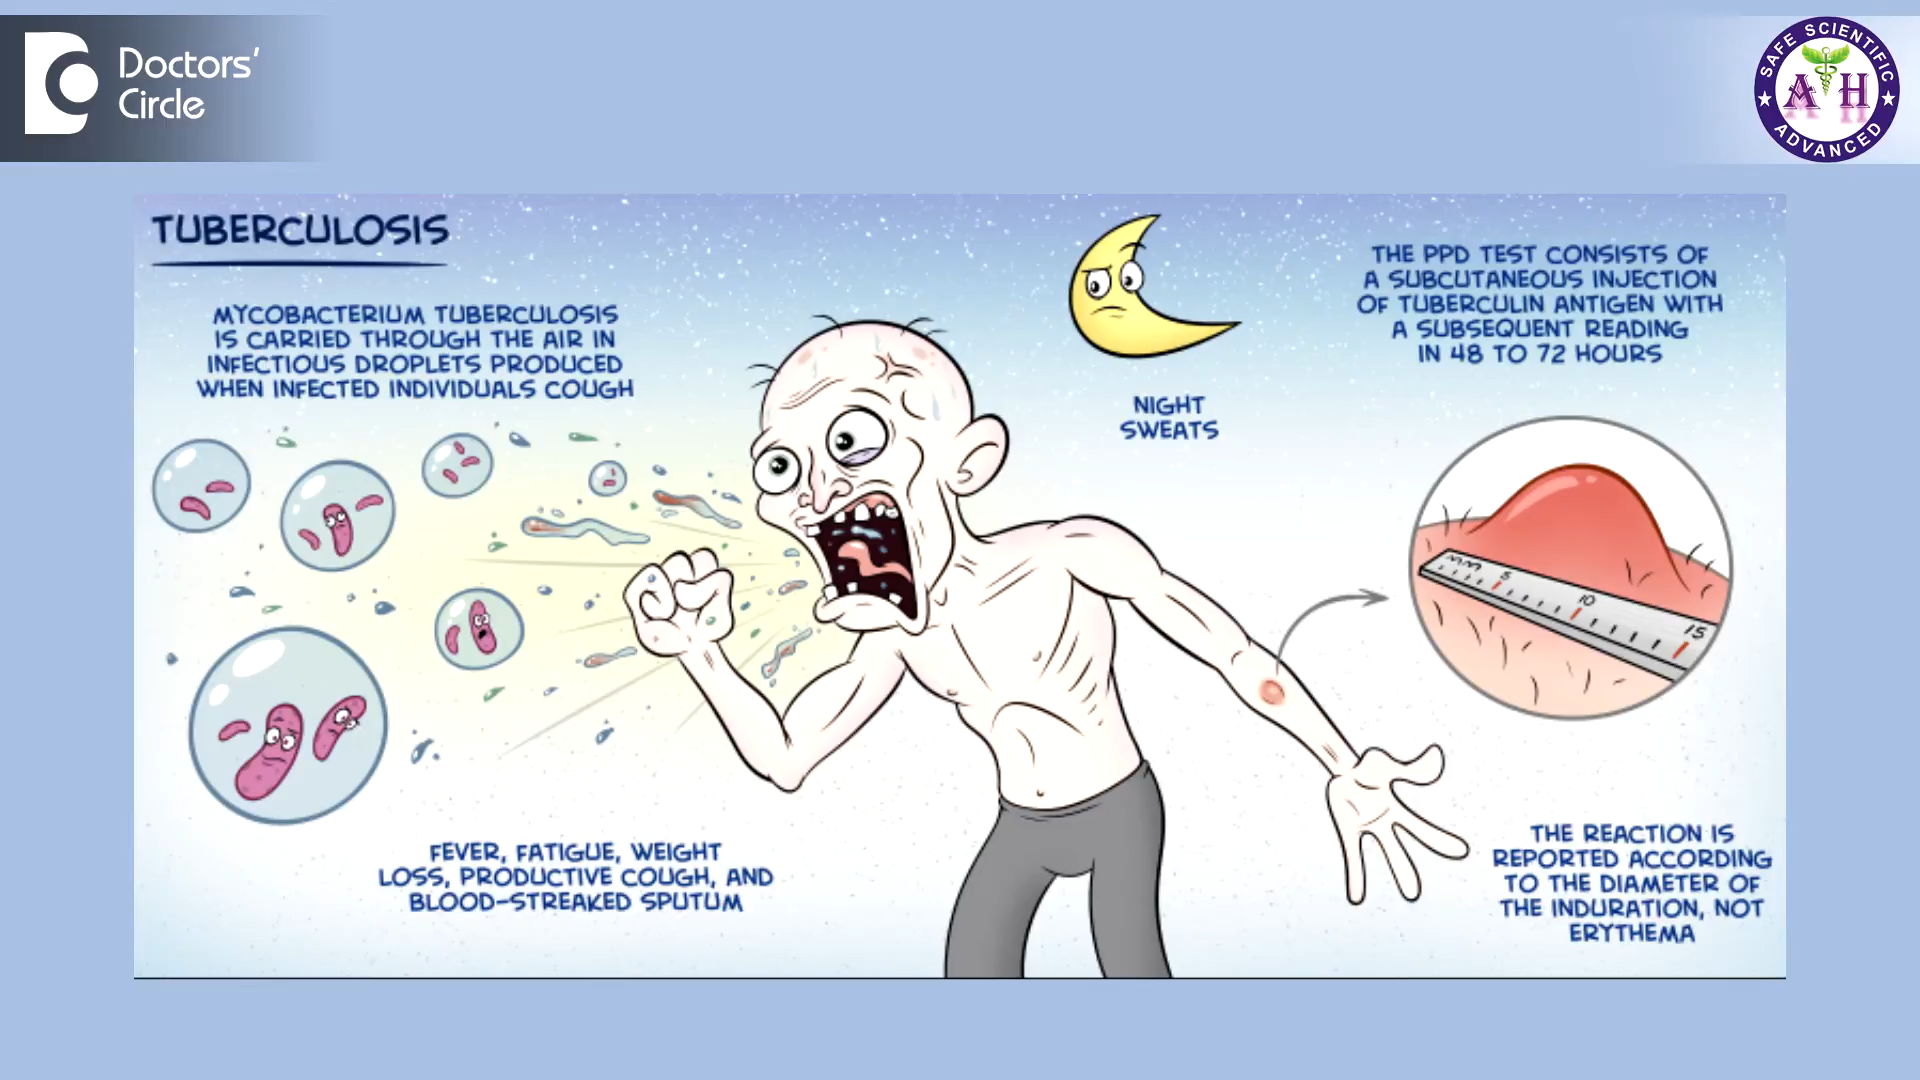 Doctors'
Circle
SAFE SCIENTIFIC
A H
ADVANCED
TUBERCULOSIS
MYCOBACTERIUM TUBERCULOSIS
IS CARRIED THROUGH THE AIR IN
INFECTIOUS DROPLETS PRODUCED
WHEN INFECTED INDIVIDUALS COUGH
NIGHT
SWEATS
THE PPD TEST CONSISTS OF
A SUBCUTANEOUS INJECTION
OF TUBERCULIN ANTIGEN WITH
A SUBSEQUENT READING
IN 48 TO 72 HOURS
mm 5 10 15
FEVER, FATIGUE, WEIGHT
LOSS, PRODUCTIVE COUGH, AND
BLOOD-STREAKED SPUTUM
THE REACTION IS
REPORTED ACCORDING
TO THE DIAMETER OF
THE INDURATION, NOT
ERYTHEMA